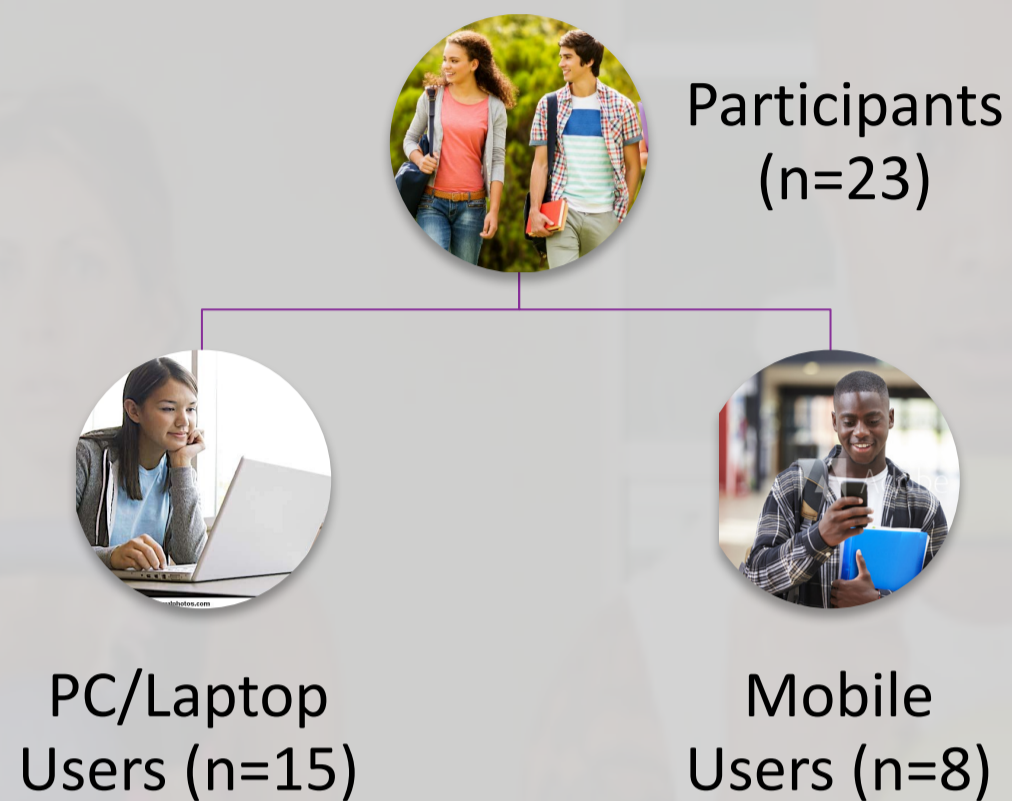 Participants
(n=23)
PC/Laptop
Users (n=15)
Mobile
Users (n=8)